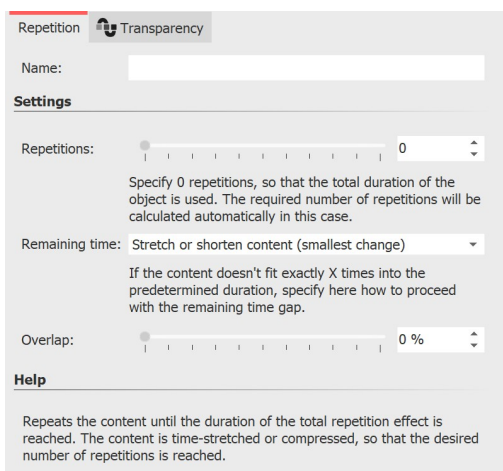 Repetition Transparency
Name:
Settings
Repetitions: 0
Specify 0 repetitions, so that the total duration of the
object is used. The required number of repetitions will be
calculated automatically in this case.
Remaining time: Stretch or shorten content (smallest change)
If the content doesn't fit exactly X times into the
predetermined duration, specify here how to proceed
with the remaining time gap.
Overlap: 0 %
Help
Repeats the content until the duration of the total repetition effect is
reached. The content is time-stretched or compressed, so that the desired
number of repetitions is reached.